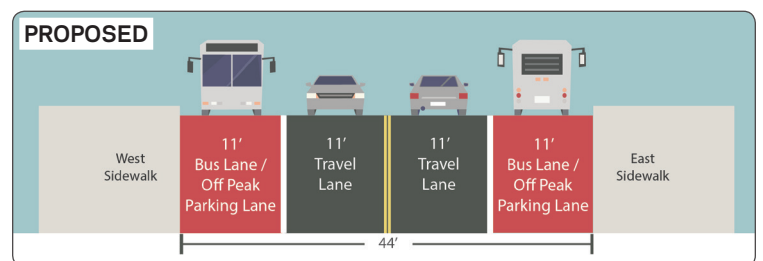 PROPOSED
West
Sidewalk
11’
Bus Lane /
Off Peak
Parking Lane
11’
Travel
Lane
11’
Travel
Lane
11’
Bus Lane /
Off Peak
Parking Lane
East
Sidewalk
44’